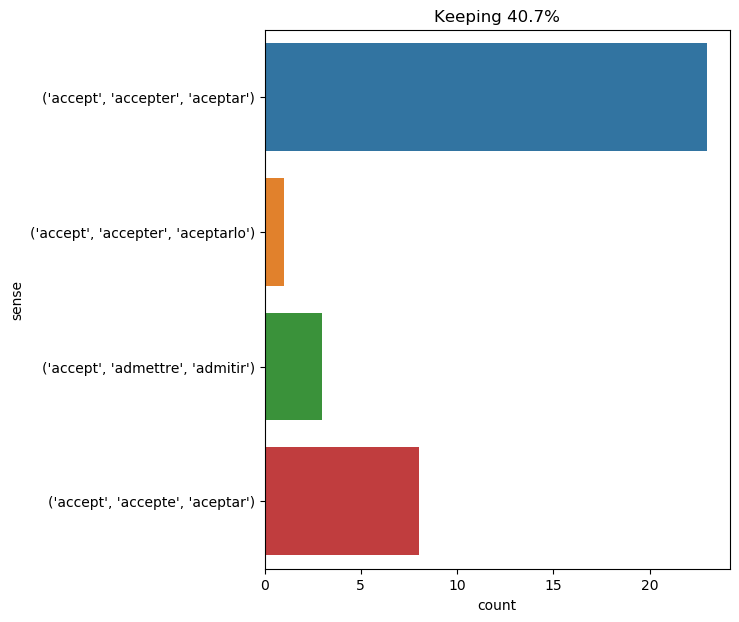 Keeping 40.7%
('accept', 'accepter', 'aceptar')
('accept', 'accepter', 'aceptarlo')
('accept', 'admettre', 'admitir')
('accept', 'accepte', 'aceptar')
sense
0 5 10 15 20
count